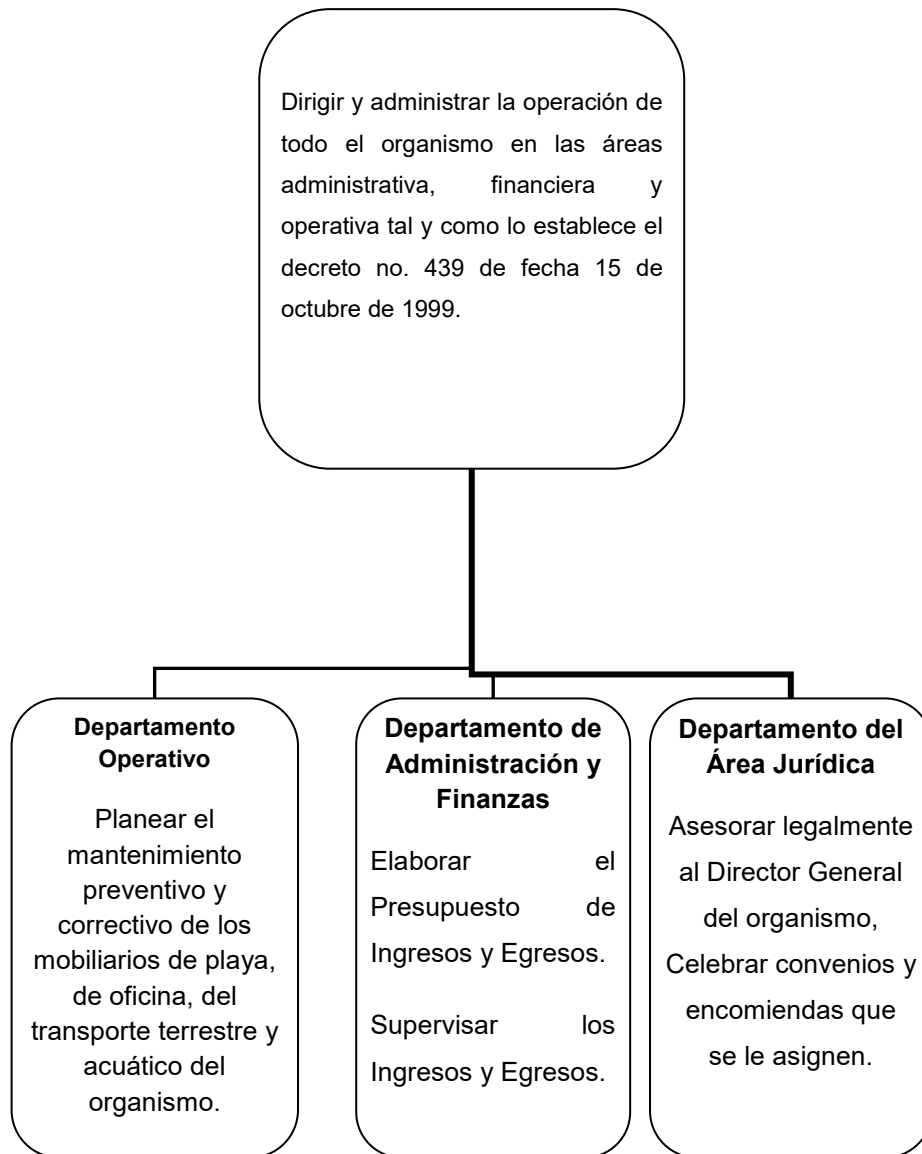 Dirigir y administrar la operación de
todo el organismo en las áreas
administrativa, financiera y
operativa tal y como lo establece el
decreto no. 439 de fecha 15 de
octubre de 1999.
Departamento
Operativo
Planear el
mantenimiento
preventivo y
correctivo de los
mobiliarios de playa,
de oficina, del
transporte terrestre y
acuático del
organismo.
Departamento de
Administración y
Finanzas
Elaborar el
Presupuesto de
Ingresos y Egresos.
Supervisar los
Ingresos y Egresos.
Departamento del
Área Jurídica
Asesorar legalmente
al Director General
del organismo,
Celebrar convenios y
encomiendas que
se le asignen.